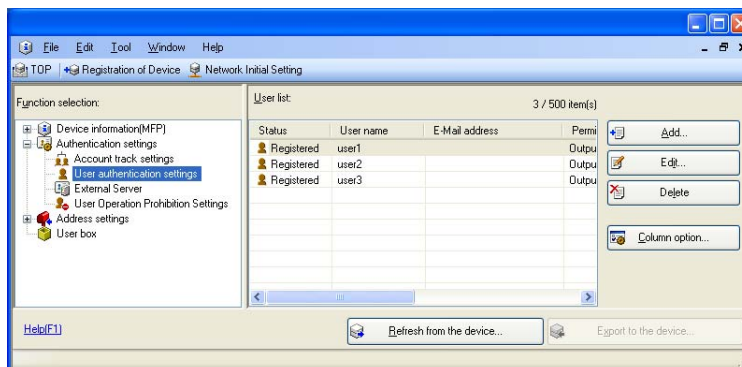 File Edit Tool Window Help
TOP Registration of Device Network Initial Setting
Function selection:
Device information(MFP)
Authentication settings
Account track settings
User authentication settings
External Server
User Operation Prohibition Settings
Address settings
User box
User list:
3 / 500 item(s)
Status User name E-Mail address Permi
Registered user1 Outpu
Registered user2 Outpu
Registered user3 Outpu
Add...
Edit...
Delete
Column option...
Help(F1)
Refresh from the device...
Export to the device...